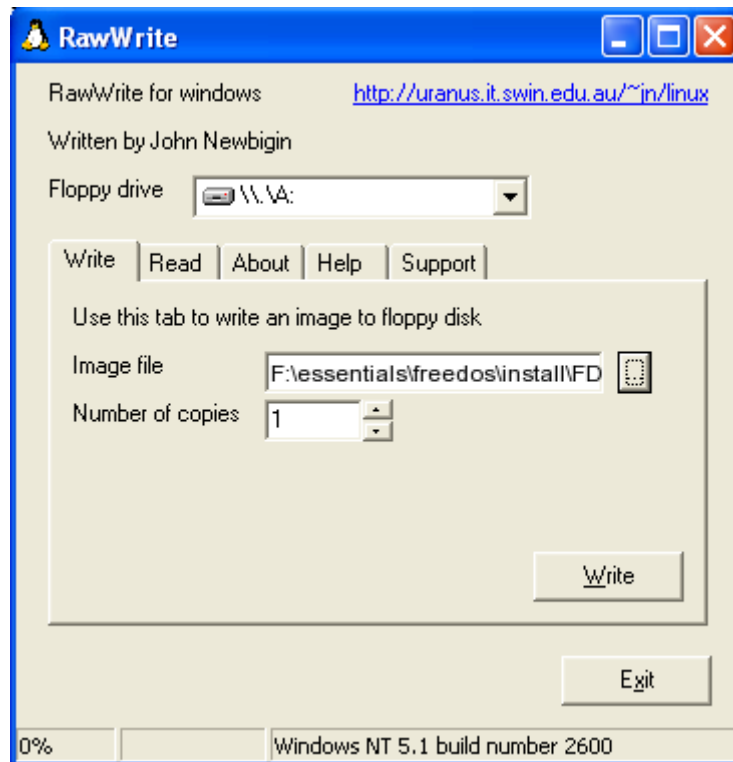 RawWrite
RawWrite for windows http://uranus.it.swin.edu.au/~jn/linux
Written by John Newbigin
Floppy drive \\.\A:
Write Read About Help Support
Use this tab to write an image to floppy disk
Image file F:\essentials\freedos\install\FD
Number of copies 1
Write
Exit
0% Windows NT 5.1 build number 2600